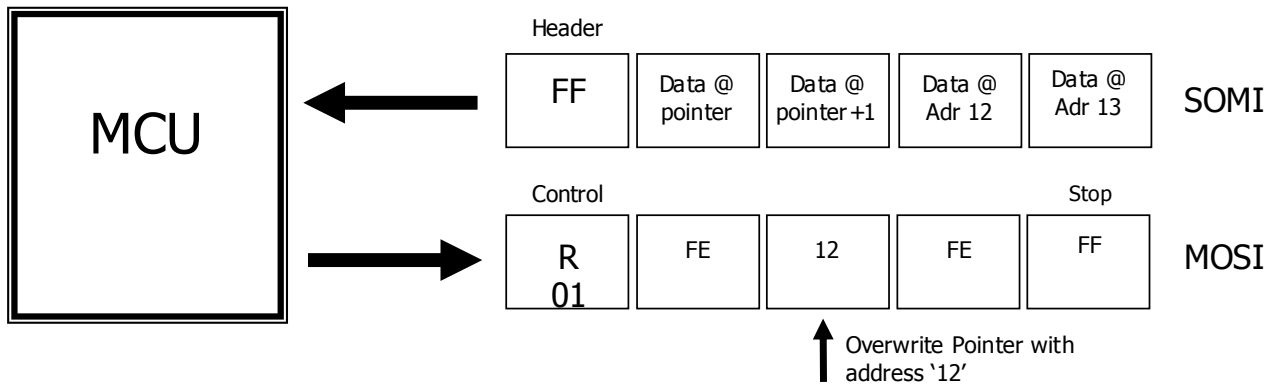 Header
MCU
FF
Data @
pointer
Data @
pointer+1
Data @
Adr 12
Data @
Adr 13
SOMI
Control
Stop
R
01
FE
12
FE
FF
MOSI
Overwrite Pointer with
address ‘12’